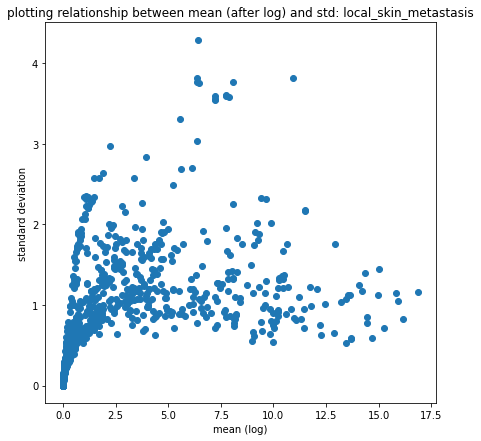 plotting relationship between mean (after log) and std: local_skin_metastasis
4
3
2
1
0
standard deviation
0.0 2.5 5.0 7.5 10.0 12.5 15.0 17.5
mean (log)